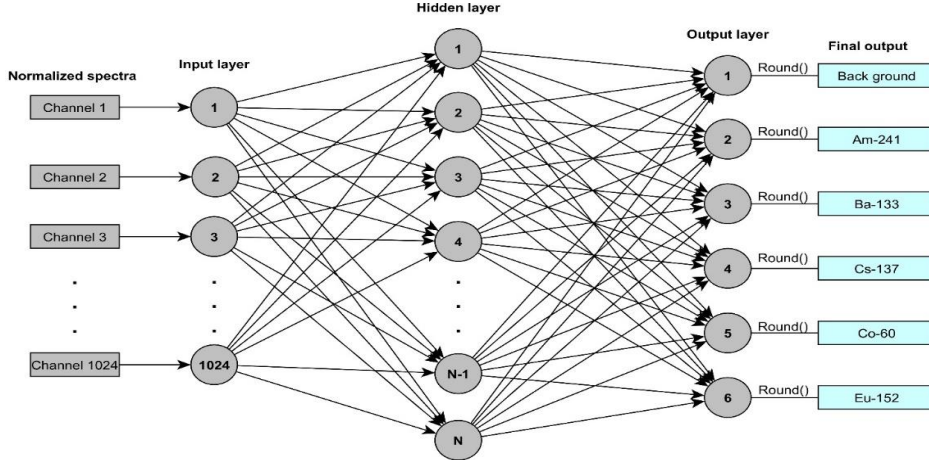 Normalized spectra
Channel 1
Channel 2
Channel 3
.
.
Channel 1024
Input layer
1
2
3
.
.
.
1024
Hidden layer
1
2
3
4
.
.
.
N-1
N
Output layer
1
2
3
4
5
6
Round()
Round()
Round()
Round()
Round()
Round()
Final output
Back ground
Am-241
Ba-133
Cs-137
Co-60
Eu-152